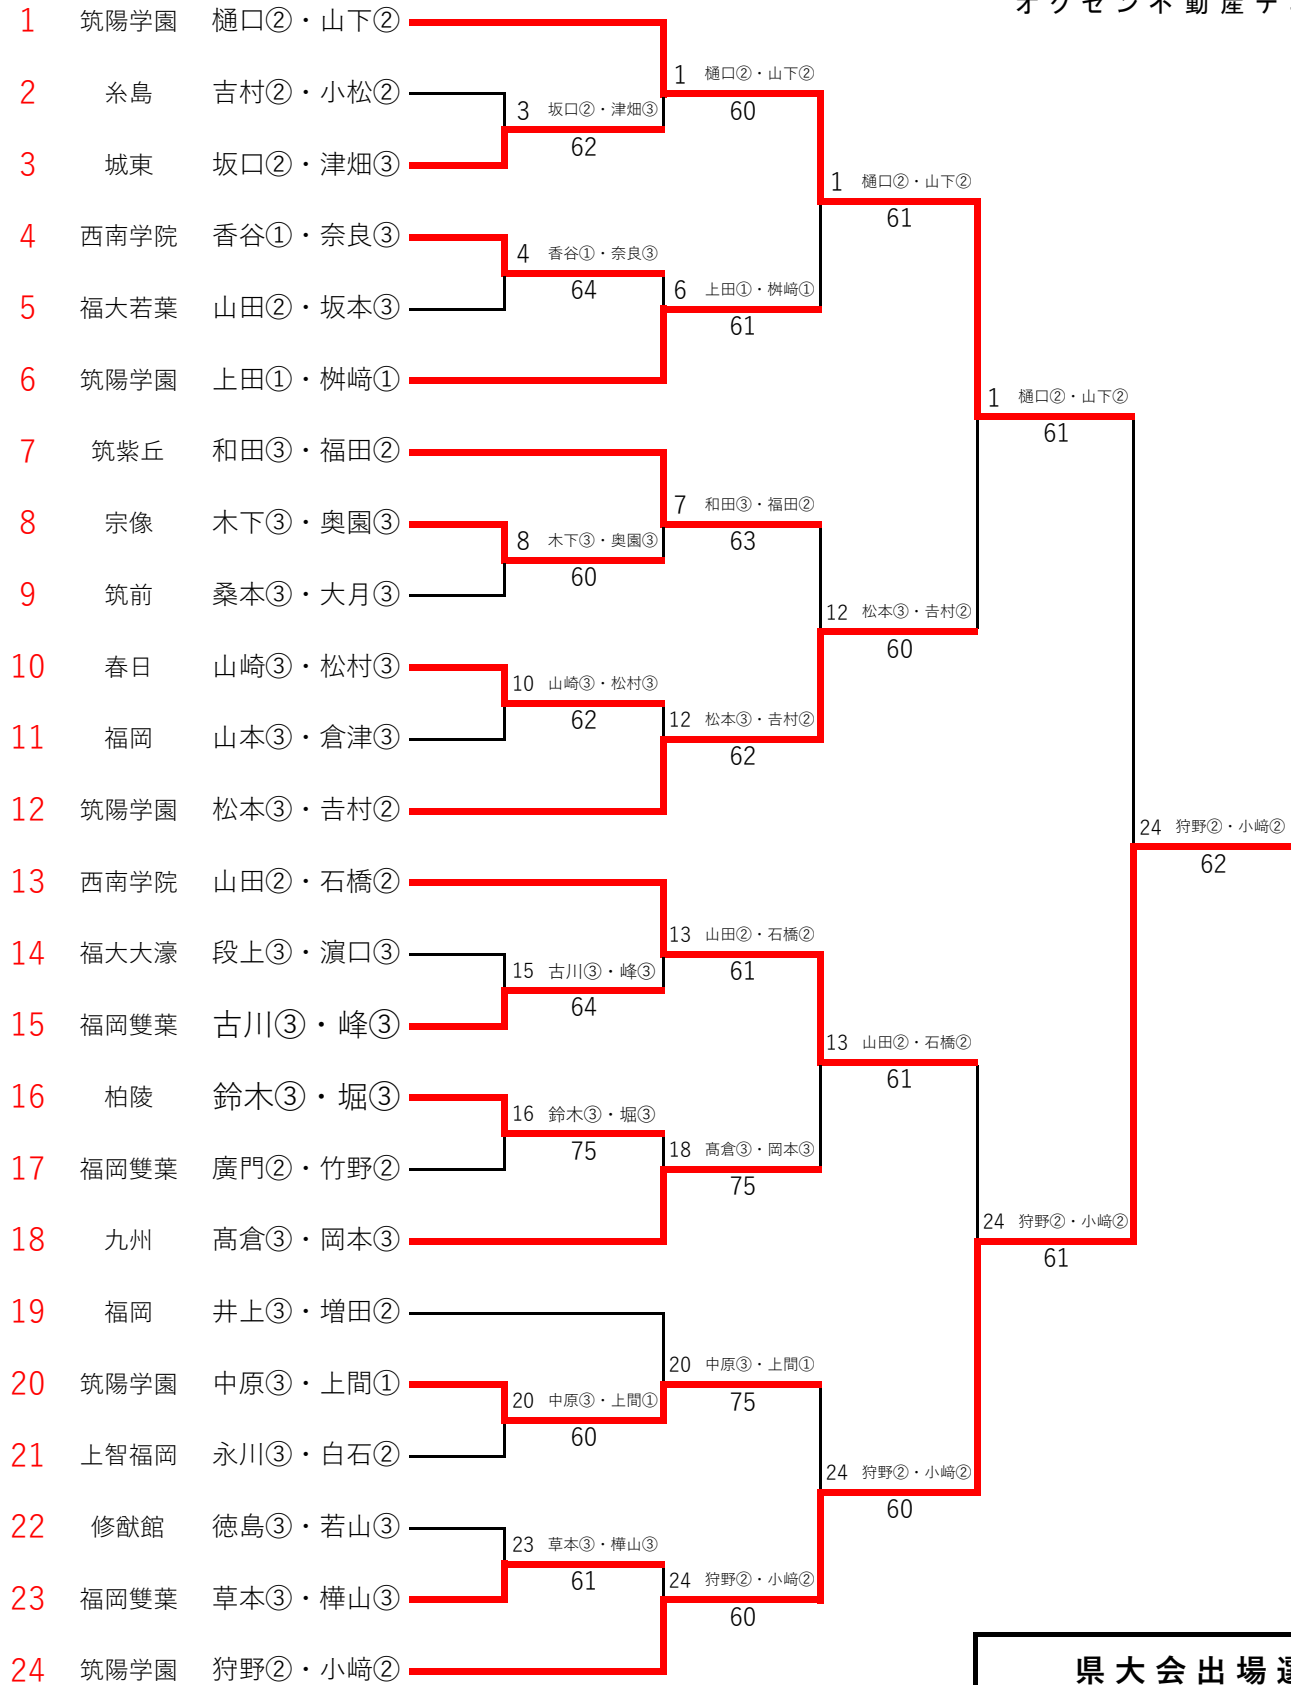 オクゼン不動産テ
1 筑陽学園 樋口②・山下②
1 樋口②・山下②
60
2 糸島 吉村②・小松②
3 坂口②・津畑③
62
3 城東 坂口②・津畑③
1 樋口②・山下②
61
4 西南学院 香谷①・奈良③
4 香谷①・奈良③
64
5 福大若葉 山田②・坂本③
6 上田①・桝﨑①
61
6 筑陽学園 上田①・桝﨑①
1 樋口②・山下②
61
7 筑紫丘 和田③・福田②
7 和田③・福田②
63
8 宗像 木下③・奥園③
8 木下③・奥園③
60
9 筑前 桑本③・大月③
12 松本③・𠮷村②
60
10 春日 山崎③・松村③
10 山崎③・松村③
62
11 福岡 山本③・倉津③
12 松本③・𠮷村②
62
12 筑陽学園 松本③・𠮷村②
24 狩野②・小﨑②
62
13 西南学院 山田②・石橋②
13 山田②・石橋②
61
14 福大大濠 段上③・濵口③
15 古川③・峰③
64
15 福岡雙葉 古川③・峰③
13 山田②・石橋②
61
16 柏陵 鈴木③・堀③
16 鈴木③・堀③
75
17 福岡雙葉 廣門②・竹野②
18 髙倉③・岡本③
75
18 九州 髙倉③・岡本③
24 狩野②・小﨑②
61
19 福岡 井上③・増田②
20 中原③・上間①
75
20 筑陽学園 中原③・上間①
20 中原③・上間①
60
21 上智福岡 永川③・白石②
24 狩野②・小﨑②
60
22 修猷館 徳島③・若山③
23 草本③・樺山③
61
23 福岡雙葉 草本③・樺山③
24 狩野②・小﨑②
60
24 筑陽学園 狩野②・小﨑②
県大会出場選